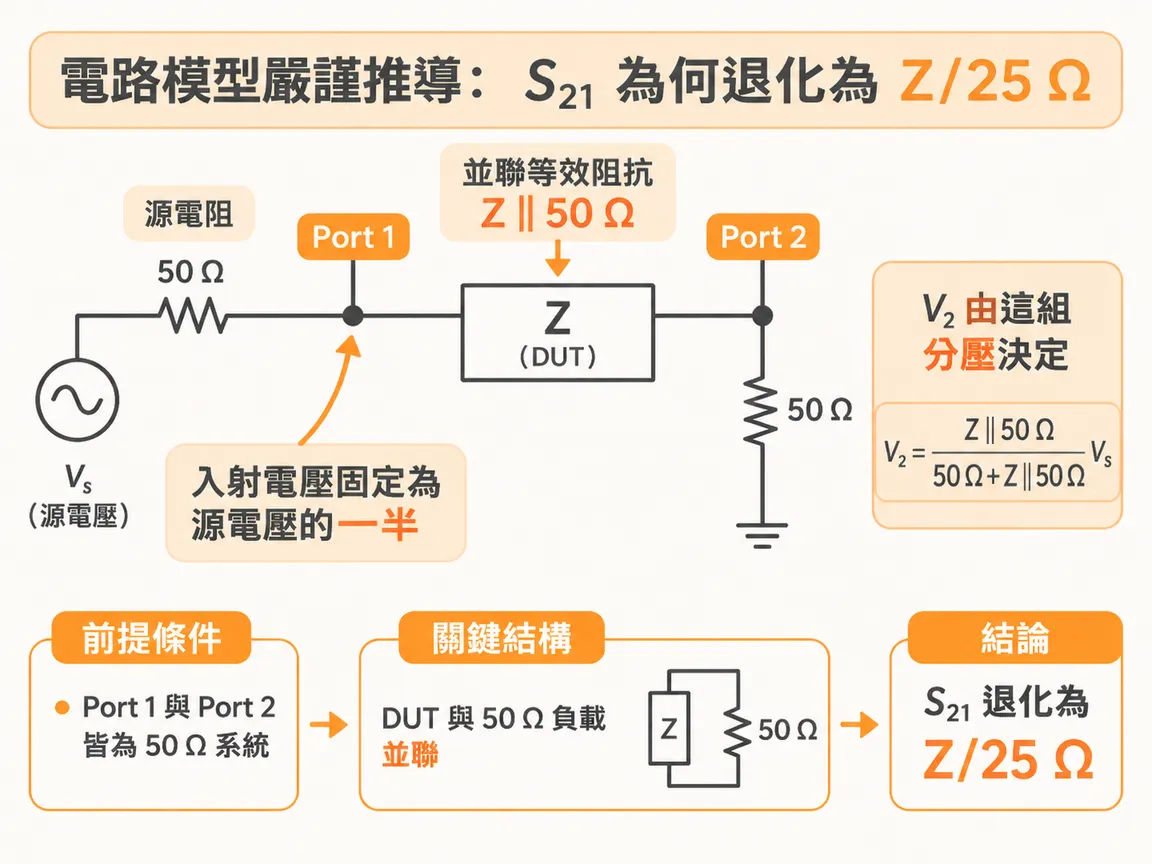 電路模型嚴謹推導：S21 為何退化為 Z/25 Ω
並聯等效阻抗
Z || 50 Ω
源電阻
50 Ω
Port 1
Port 2
Z
(DUT)
50 Ω
Vs
（源電壓）
入射電壓固定為
源電壓的一半
V2 由這組
分壓決定
V2 = Z || 50 Ω / 50 Ω + Z || 50 Ω Vs
前提條件
Port 1 與 Port 2
皆為 50 Ω 系統
關鍵結構
DUT 與 50 Ω 負載
並聯
Z
50 Ω
結論
S21 退化為
Z/25 Ω